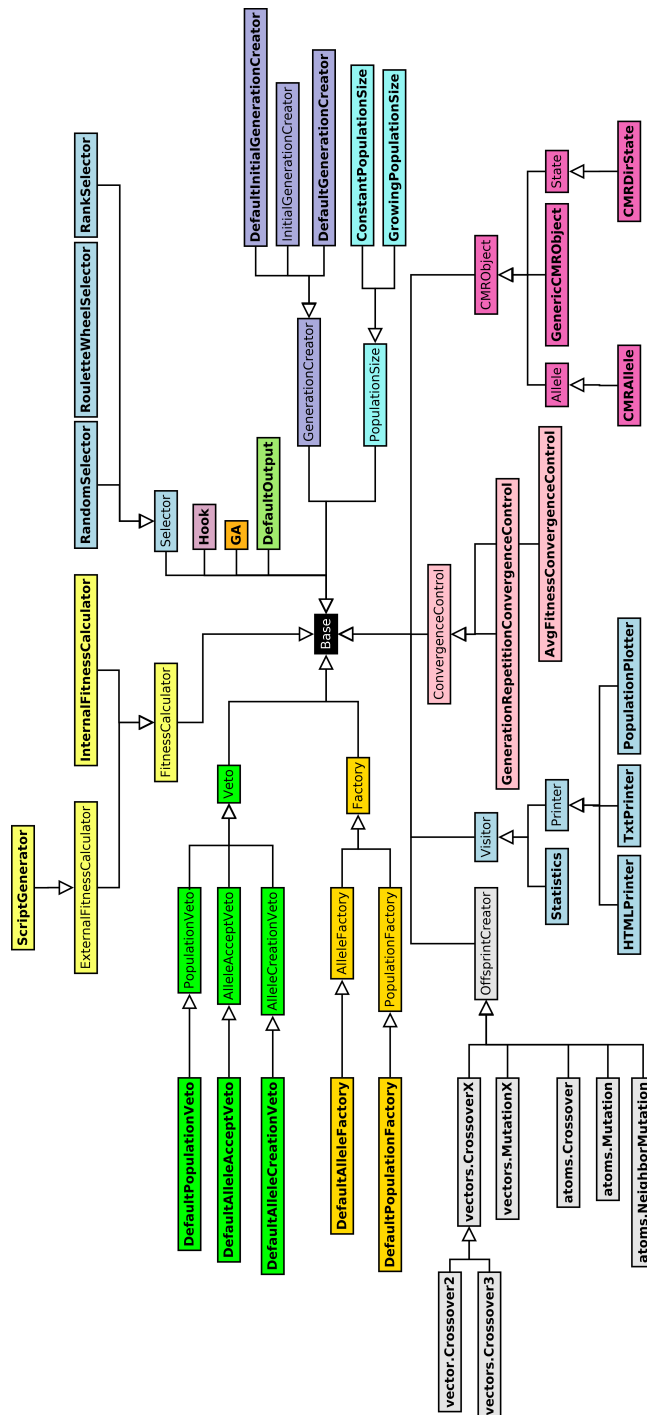 ScriptGenerator
ExternalFitnessCalculator
InternalFitnessCalculator
RandomSelector
RouletteWheelSelector
RankSelector
FitnessCalculator
Selector
DefaultPopulationVeto
PopulationVeto
Hook
DefaultAlleleAcceptVeto
AlleleAcceptVeto
Veto
GA
DefaultInitialGenerationCreator
DefaultAlleleCreationVeto
AlleleCreationVeto
DefaultOutput
InitialGenerationCreator
GenerationCreator
Base
DefaultGenerationCreator
DefaultAlleleFactory
AlleleFactory
Factory
ConstantPopulationSize
PopulationSize
DefaultPopulationFactory
PopulationFactory
GrowingPopulationSize
ConvergenceControl
vector.Crossover2
vectors.CrossoverX
OffsprintCreator
Visitor
CMRObject
vectors.Crossover3
vectors.MutationX
GenerationRepetitionConvergenceControl
AvgFitnessConvergenceControl
Statistics
Printer
Allele
GenericCMRObject
State
atoms.Crossover
atoms.Mutation
HTMLPrinter
TxtPrinter
PopulationPlotter
CMRAllele
CMRDirState
atoms.NeighborMutation